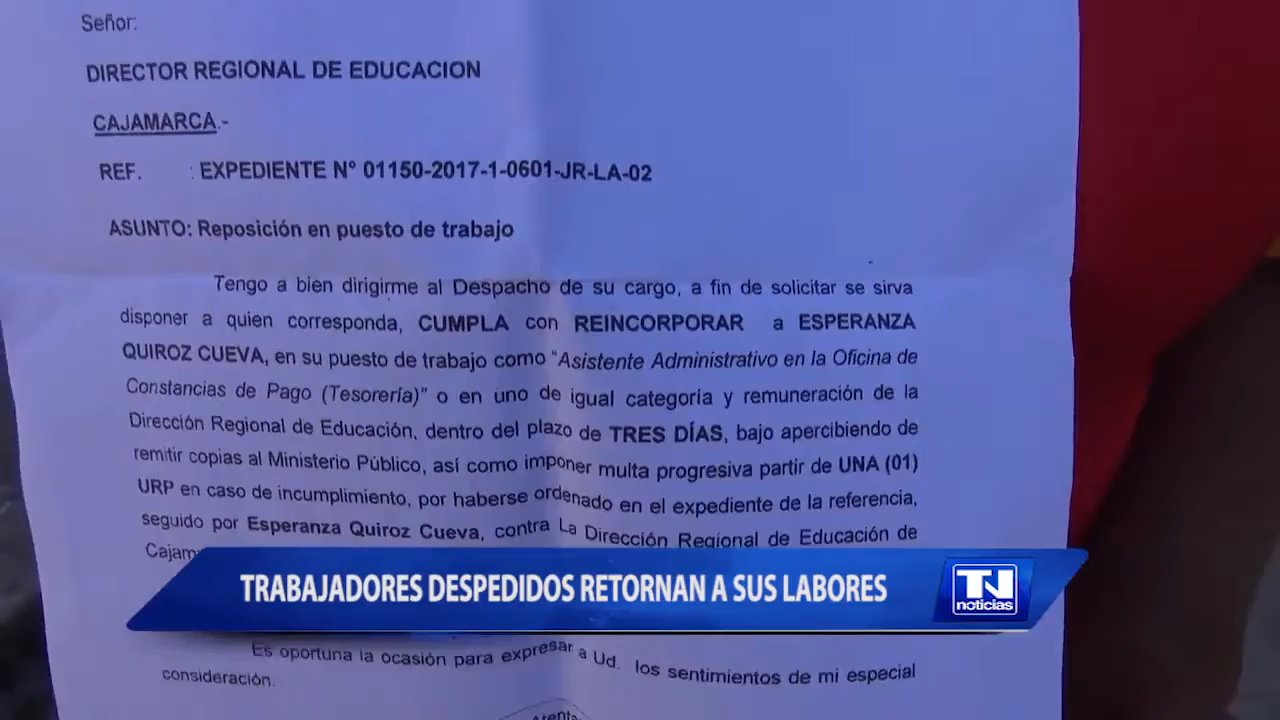 Señor:
DIRECTOR REGIONAL DE EDUCACION
CAJAMARCA.-
REF. : EXPEDIENTE N° 01150-2017-1-0601-JR-LA-02
ASUNTO: Reposición en puesto de trabajo
Tengo a bien dirigirme al Despacho de su cargo, a fin de solicitar se sirva
disponer a quien corresponda, CUMPLA con REINCORPORAR a ESPERANZA
QUIROZ CUEVA, en su puesto de trabajo como "Asistente Administrativo en la Oficina de
Constancias de Pago (Tesorería)" o en uno de igual categoría y remuneración de la
Dirección Regional de Educación, dentro del plazo de TRES DÍAS, bajo apercibiendo de
remitir copias al Ministerio Público, así como imponer multa progresiva partir de UNA (01)
URP en caso de incumplimiento, por haberse ordenado en el expediente de la referencia,
seguido por Esperanza Quiroz Cueva, contra La Dirección Regional de Educación de
Cajam
TRABAJADORES DESPEDIDOS RETORNAN A SUS LABORES
TN
noticias
Es oportuna la ocasión para expresar a Ud. los sentimientos de mi especial
consideración.
Atenta